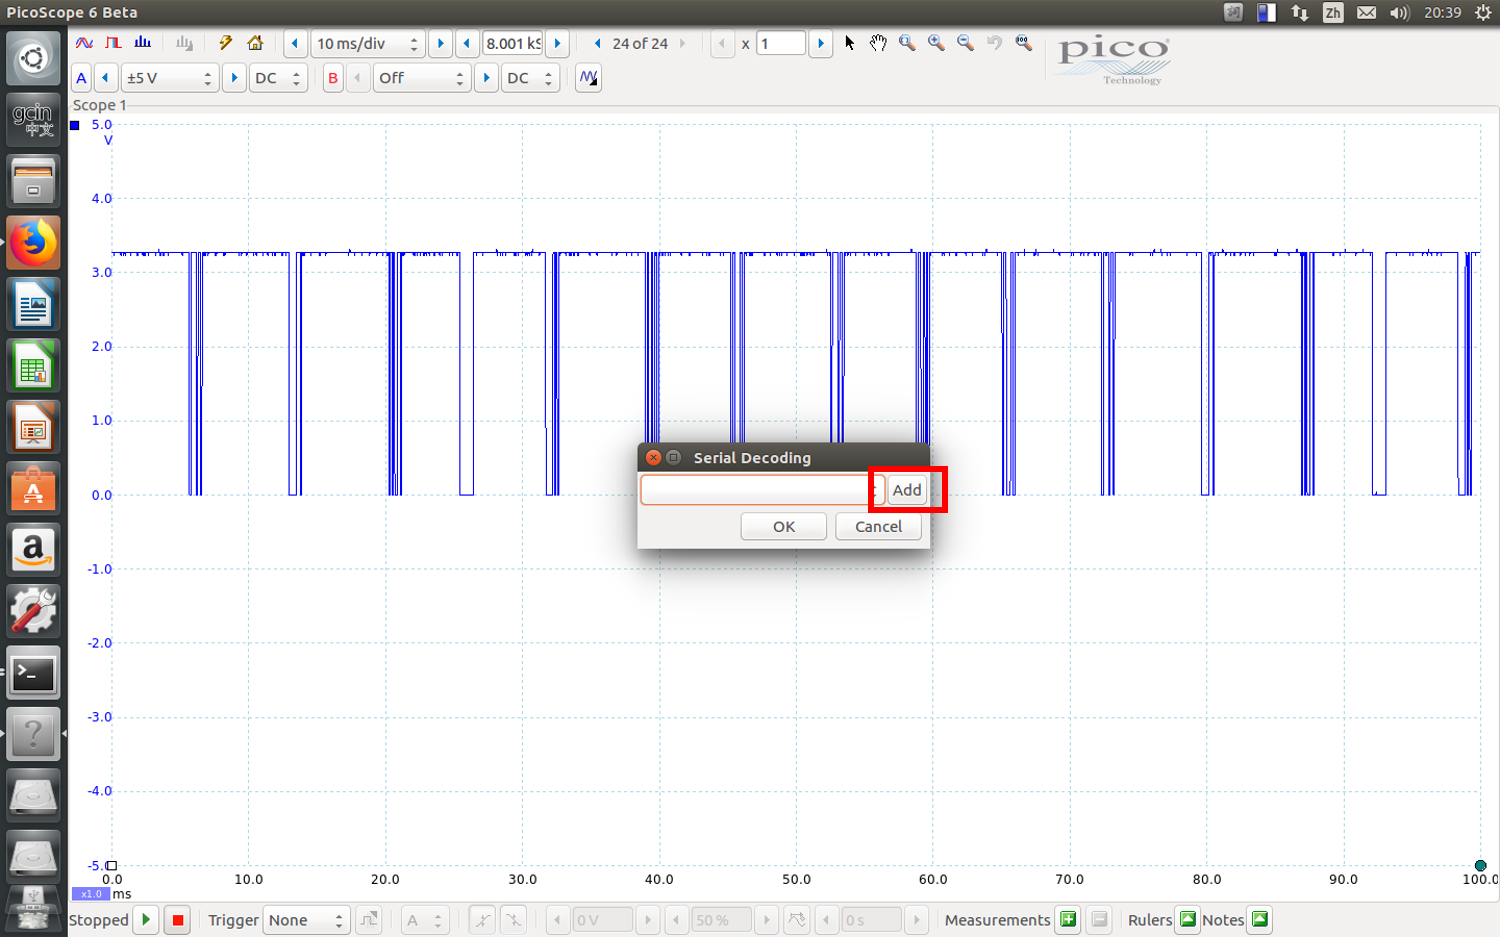 PicoScope 6 Beta
Zh
20:39
10 ms/div
8.001 kS
24 of 24
x 1
pico
Technology
A
±5 V
DC
B
Off
DC
gcin
中文
Scope 1
5.0
V
4.0
3.0
2.0
1.0
0.0
-1.0
-2.0
-3.0
-4.0
-5.0
Serial Decoding
Add
OK
Cancel
0.0 10.0 20.0 30.0 40.0 50.0 60.0 70.0 80.0 90.0 100.0
x1.0 ms
Stopped Trigger None A 0 V 50 % 0 s Measurements Rulers Notes